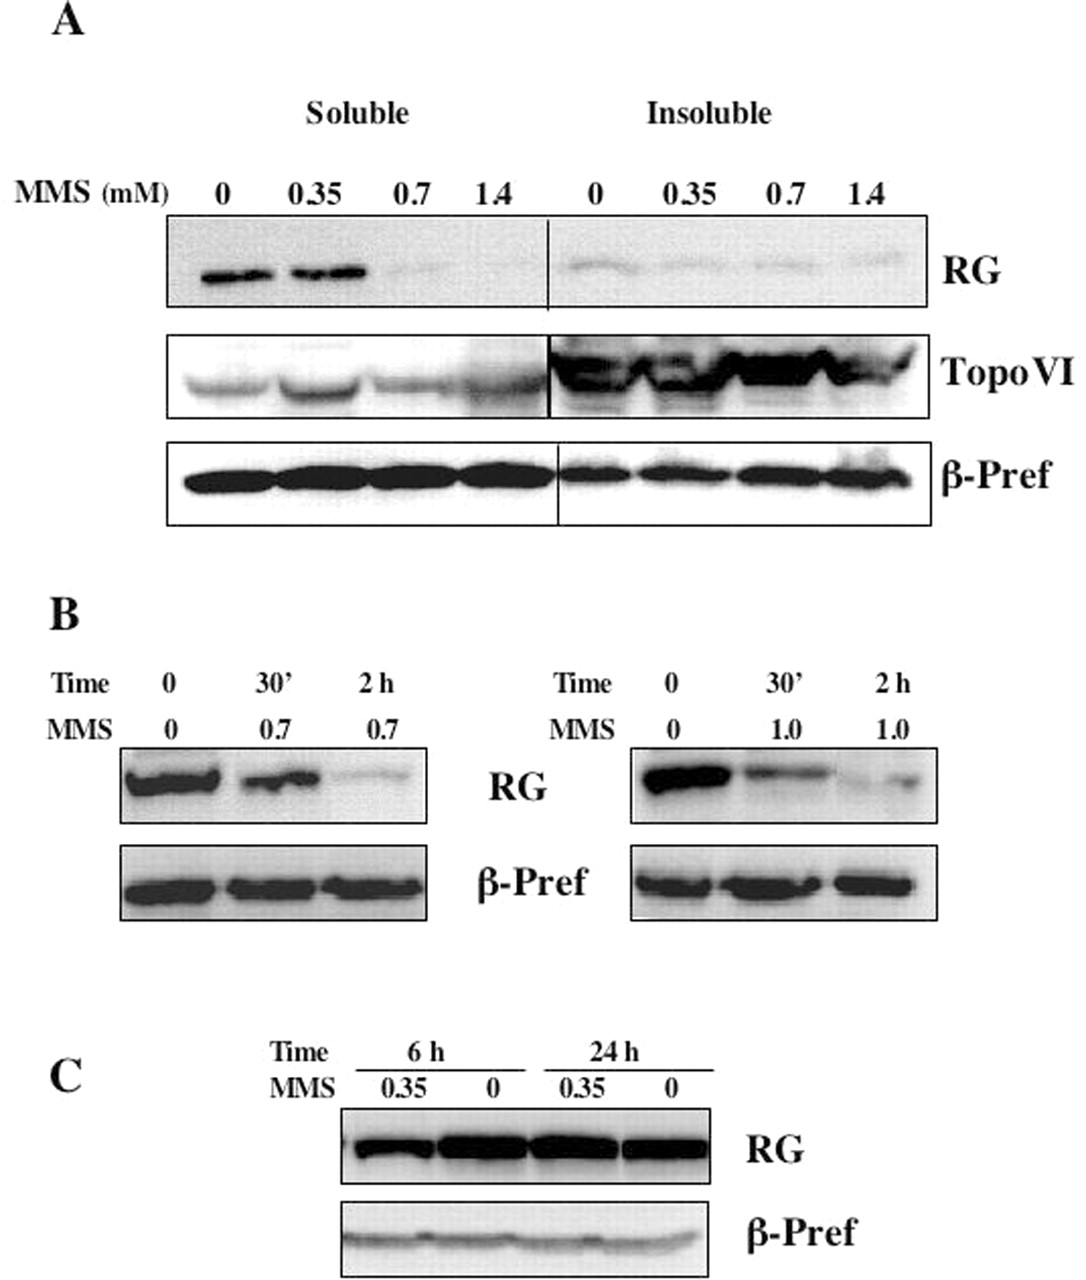 A
Soluble Insoluble
MMS (mM) 0 0.35 0.7 1.4 0 0.35 0.7 1.4
RG
TopoVI
β-Pref
B
Time 0 30’ 2 h Time 0 30’ 2 h
MMS 0 0.7 0.7 MMS 0 1.0 1.0
RG
β-Pref
C
Time 6 h 24 h
MMS 0.35 0 0.35 0
RG
β-Pref